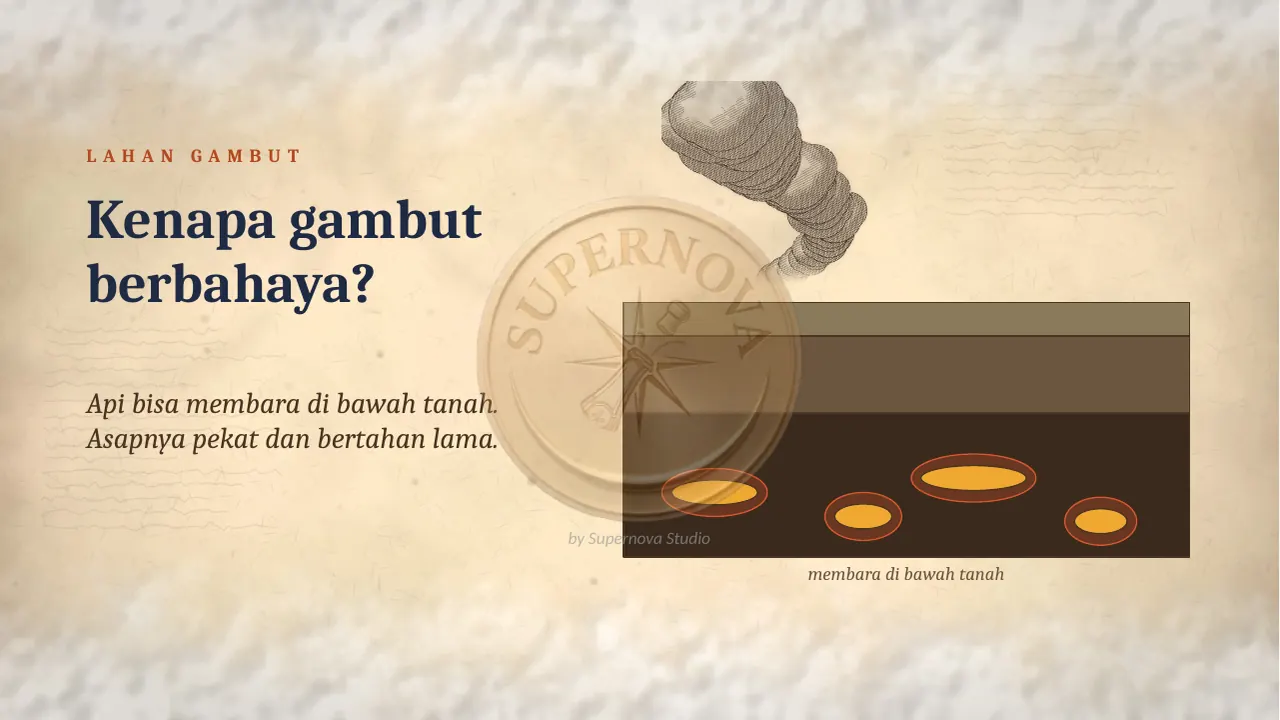 LAHAN GAMBUT
Kenapa gambut
berbahaya?
Api bisa membara di bawah tanah.
Asapnya pekat dan bertahan lama.
SUPERNOVA
by Supernova Studio
membara di bawah tanah